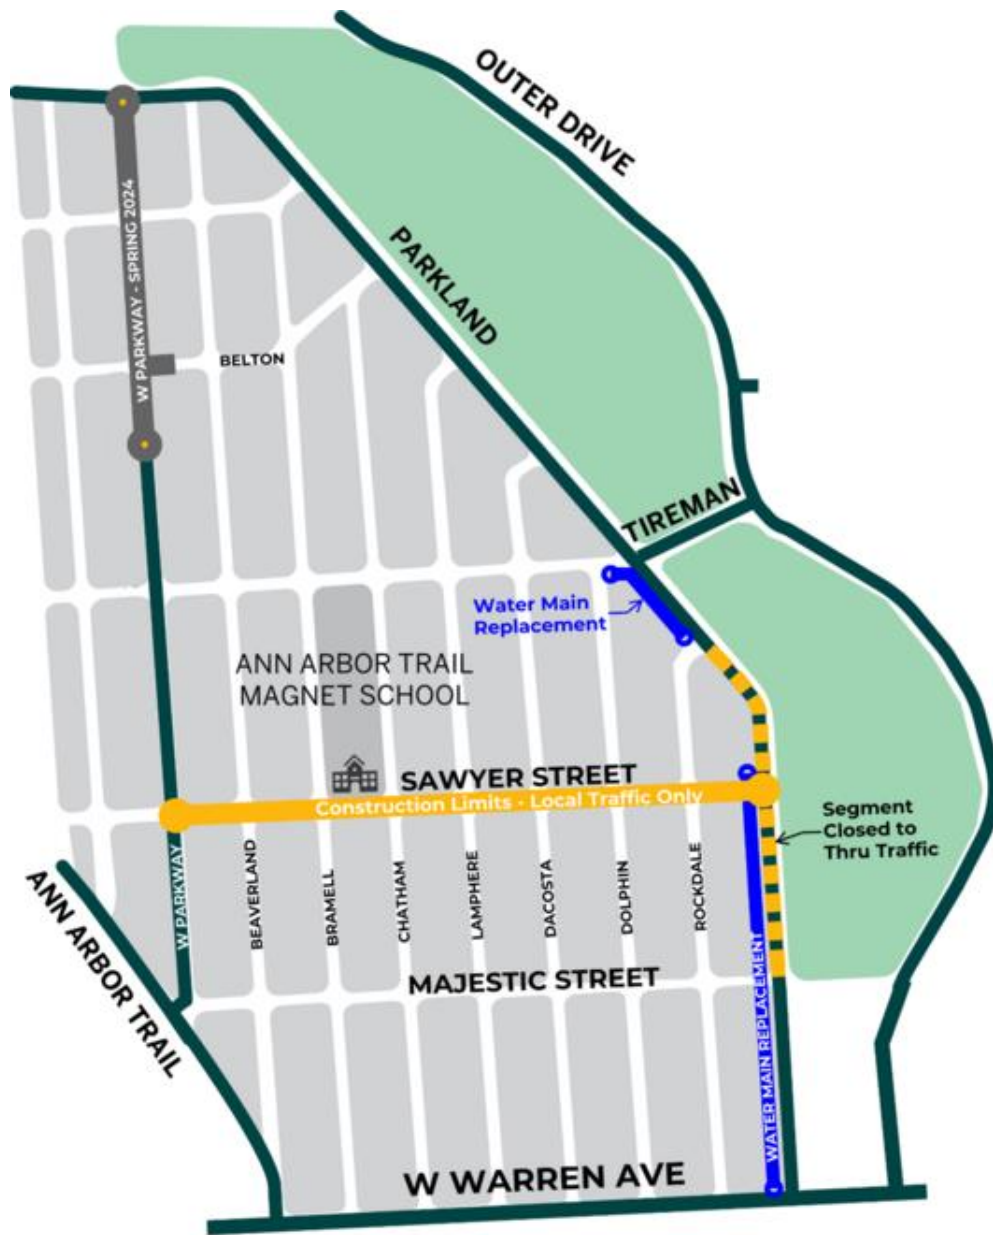 OUTER DRIVE
PARKLAND
W PARKWAY - SPRING 2024
BELTON
TIREMAN
Water Main
Replacement
ANN ARBOR TRAIL
MAGNET SCHOOL
SAWYER STREET
Construction Limits - Local Traffic Only
Segment
Closed to
Thru Traffic
W PARKWAY
BEAVERLAND
BRAMELL
CHATHAM
LAMPHERE
DACOSTA
DOLPHIN
ROCKDALE
ANN ARBOR TRAIL
MAJESTIC STREET
WATER MAIN REPLACEMENT
W WARREN AVE